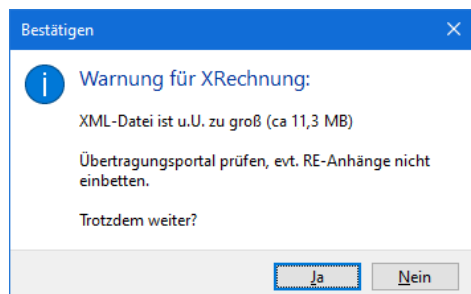 Bestätigen
Warnung für XRechnung:
XML-Datei ist u.U. zu groß (ca 11,3 MB)
Übertragungsportal prüfen, evt. RE-Anhänge nicht
einbetten.
Trotzdem weiter?
Ja
Nein